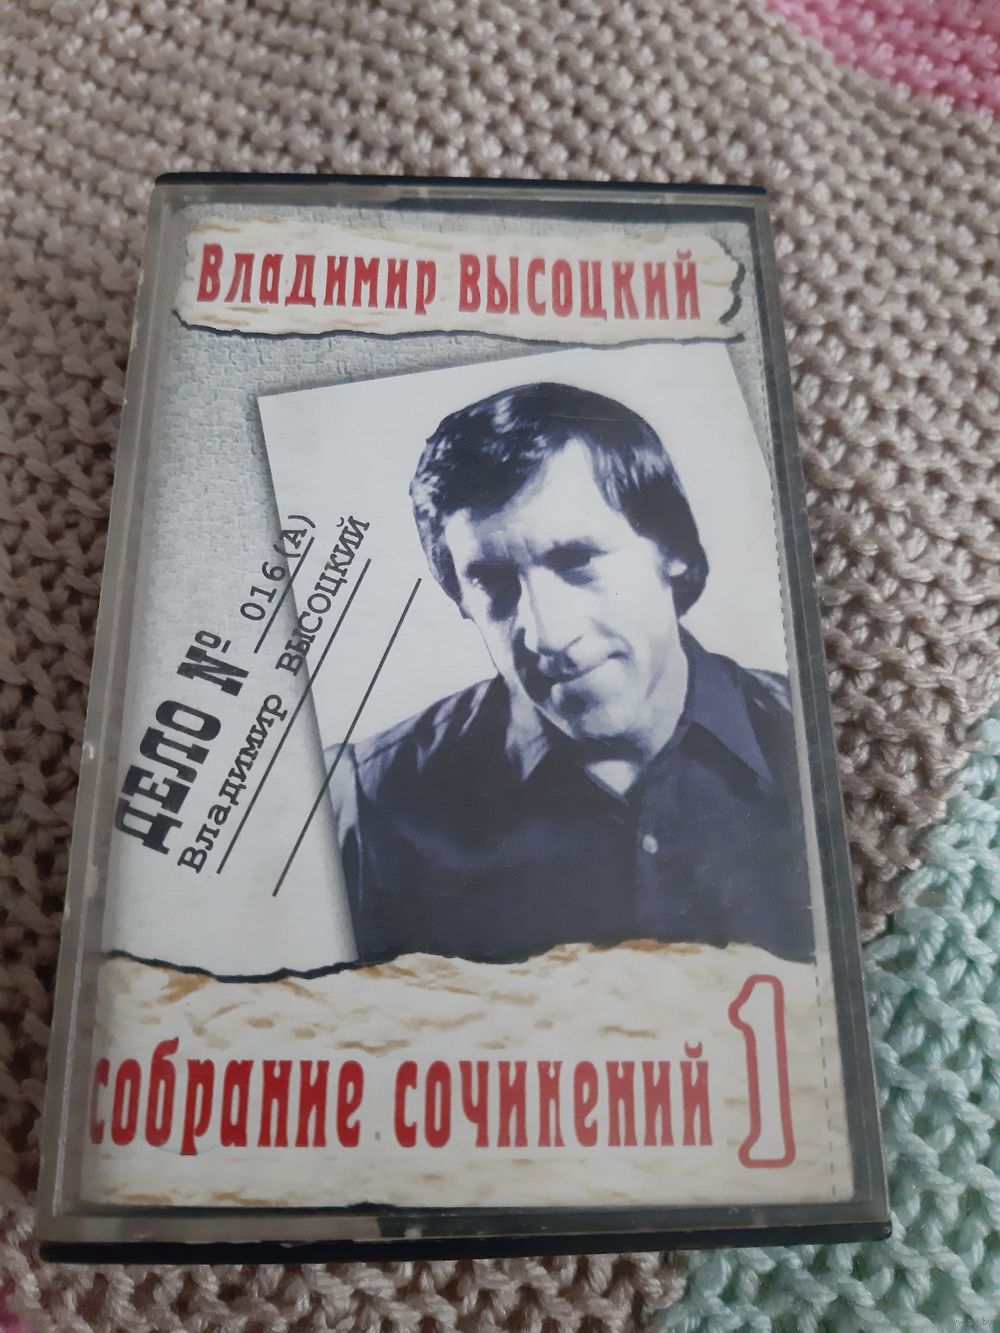 Владимир ВЫСОЦКИЙ
ДЕЛО № 016(А)
Владимир ВЫСОЦКИЙ
собрание сочинений 1